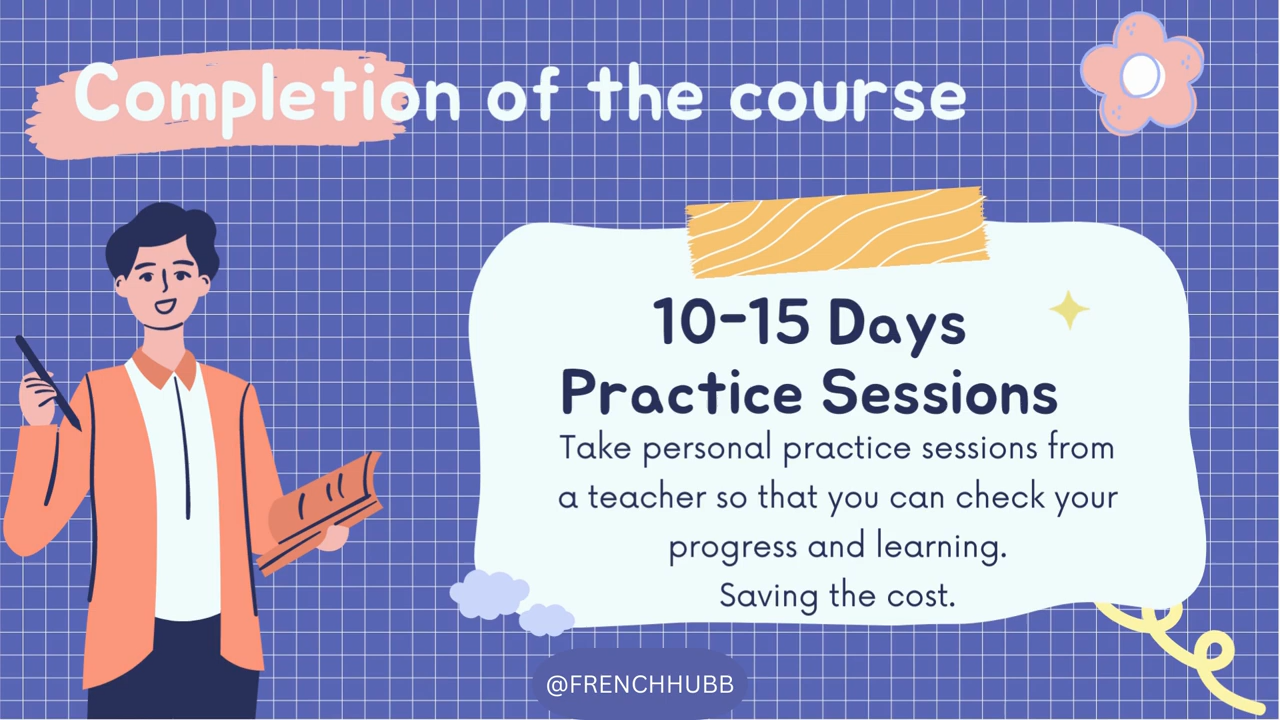 Completion of the course
10-15 Days
Practice Sessions
Take personal practice sessions from
a teacher so that you can check your
progress and learning.
Saving the cost.
@FRENCHHUBB